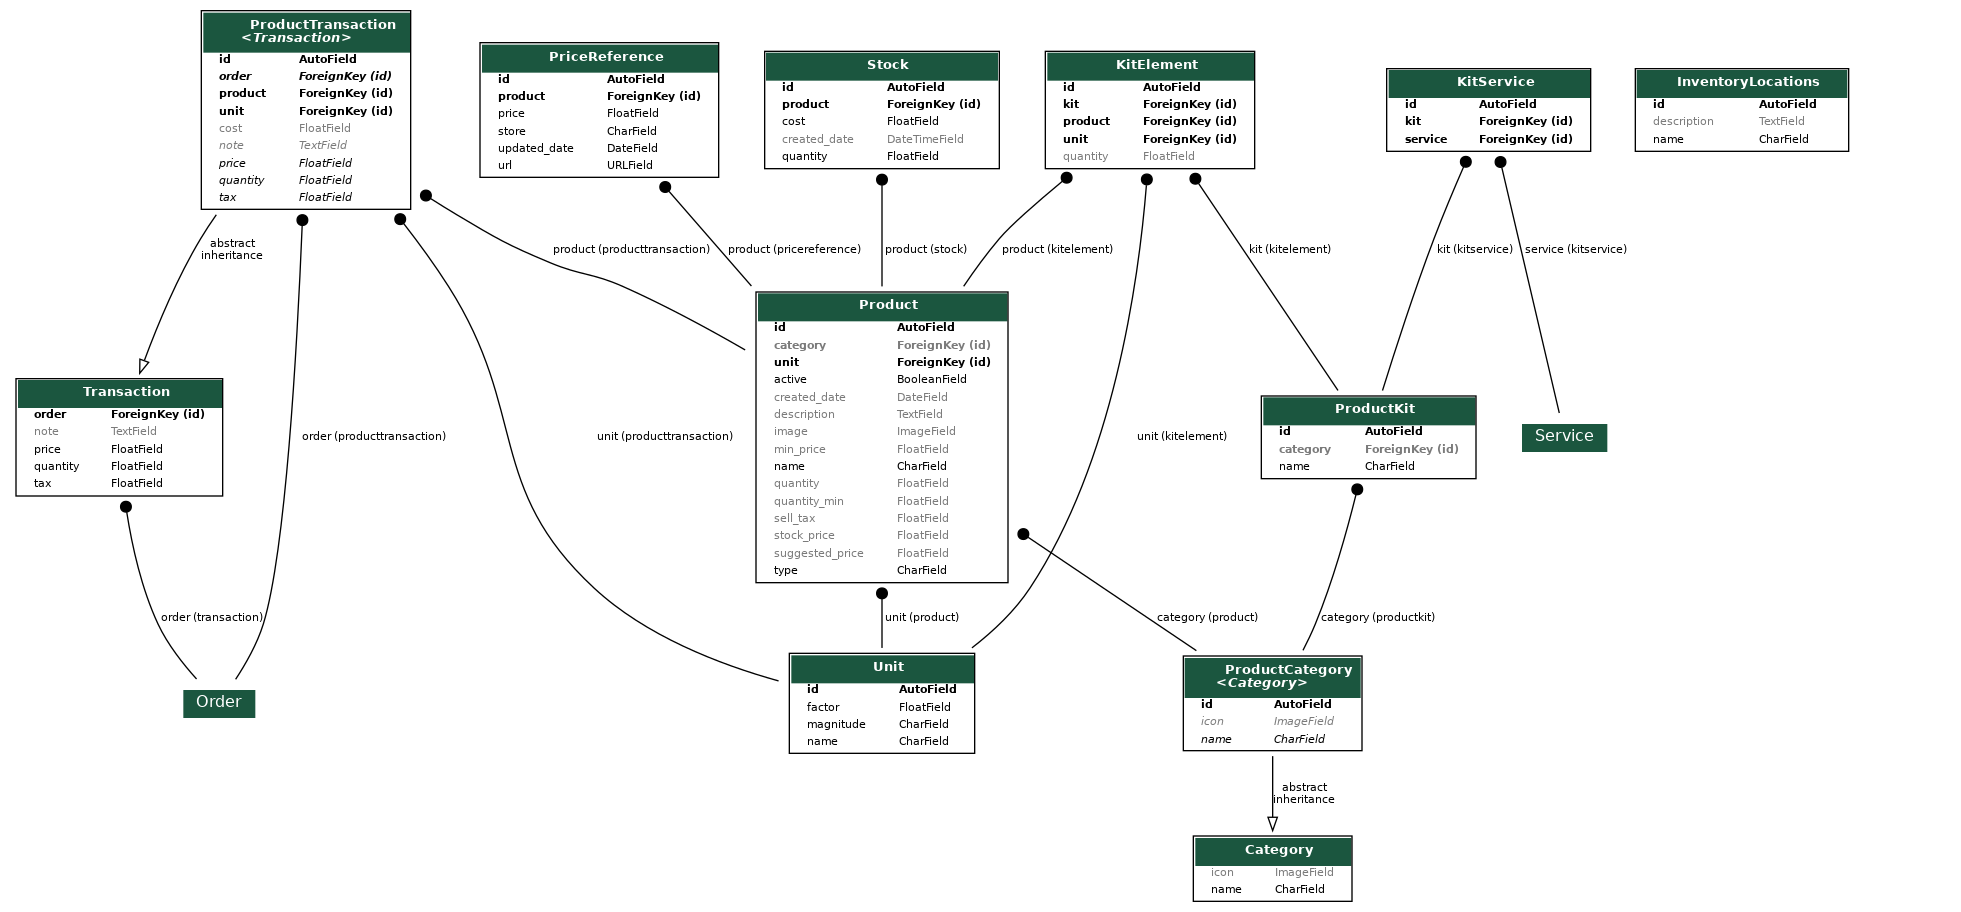 ProductTransaction
<Transaction>
id AutoField
order ForeignKey (id)
product ForeignKey (id)
unit ForeignKey (id)
cost FloatField
note TextField
price FloatField
quantity FloatField
tax FloatField
PriceReference
id AutoField
product ForeignKey (id)
price FloatField
store CharField
updated_date DateField
url URLField
Stock
id AutoField
product ForeignKey (id)
cost FloatField
created_date DateTimeField
quantity FloatField
KitElement
id AutoField
kit ForeignKey (id)
product ForeignKey (id)
unit ForeignKey (id)
quantity FloatField
KitService
id AutoField
kit ForeignKey (id)
service ForeignKey (id)
InventoryLocations
id AutoField
description TextField
name CharField
abstract
inheritance
product (producttransaction)
product (pricereference)
product (stock)
product (kitelement)
kit (kitelement)
kit (kitservice)
service (kitservice)
Transaction
order ForeignKey (id)
note TextField
price FloatField
quantity FloatField
tax FloatField
order (producttransaction)
unit (producttransaction)
Product
id AutoField
category ForeignKey (id)
unit ForeignKey (id)
active BooleanField
created_date DateField
description TextField
image ImageField
min_price FloatField
name CharField
quantity FloatField
quantity_min FloatField
sell_tax FloatField
stock_price FloatField
suggested_price FloatField
type CharField
unit (kitelement)
ProductKit
id AutoField
category ForeignKey (id)
name CharField
Service
order (transaction)
unit (product)
category (product)
category (productkit)
Order
Unit
id AutoField
factor FloatField
magnitude CharField
name CharField
ProductCategory
<Category>
id AutoField
icon ImageField
name CharField
abstract
inheritance
Category
icon ImageField
name CharField